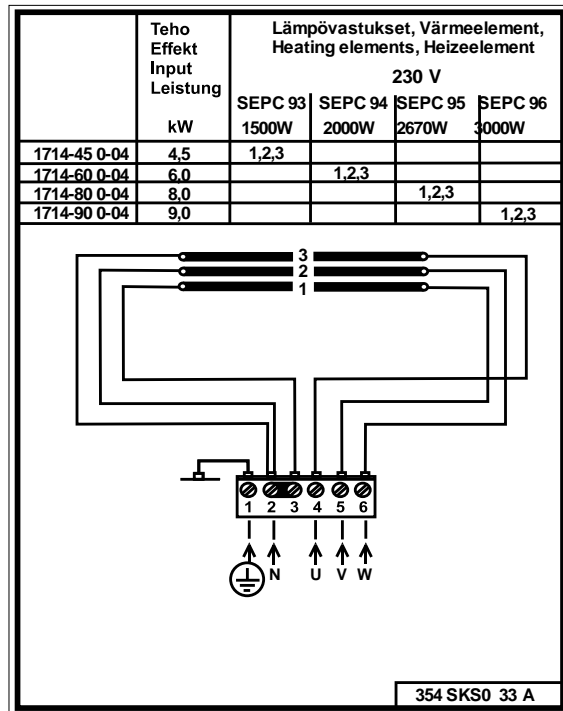 Teho
Effekt
Input
Leistung
kW
Lämpövastukset, Värmeelement,
Heating elements, Heizeelement
230 V
SEPC 93 SEPC 94 SEPC 95 SEPC 96
1500W 2000W 2670W 3000W
1714-45 0-04 4,5 1,2,3
1714-60 0-04 6,0 1,2,3
1714-80 0-04 8,0 1,2,3
1714-90 0-04 9,0 1,2,3
3
2
1
1 2 3 4 5 6
N U V W
354 SKS0 33 A